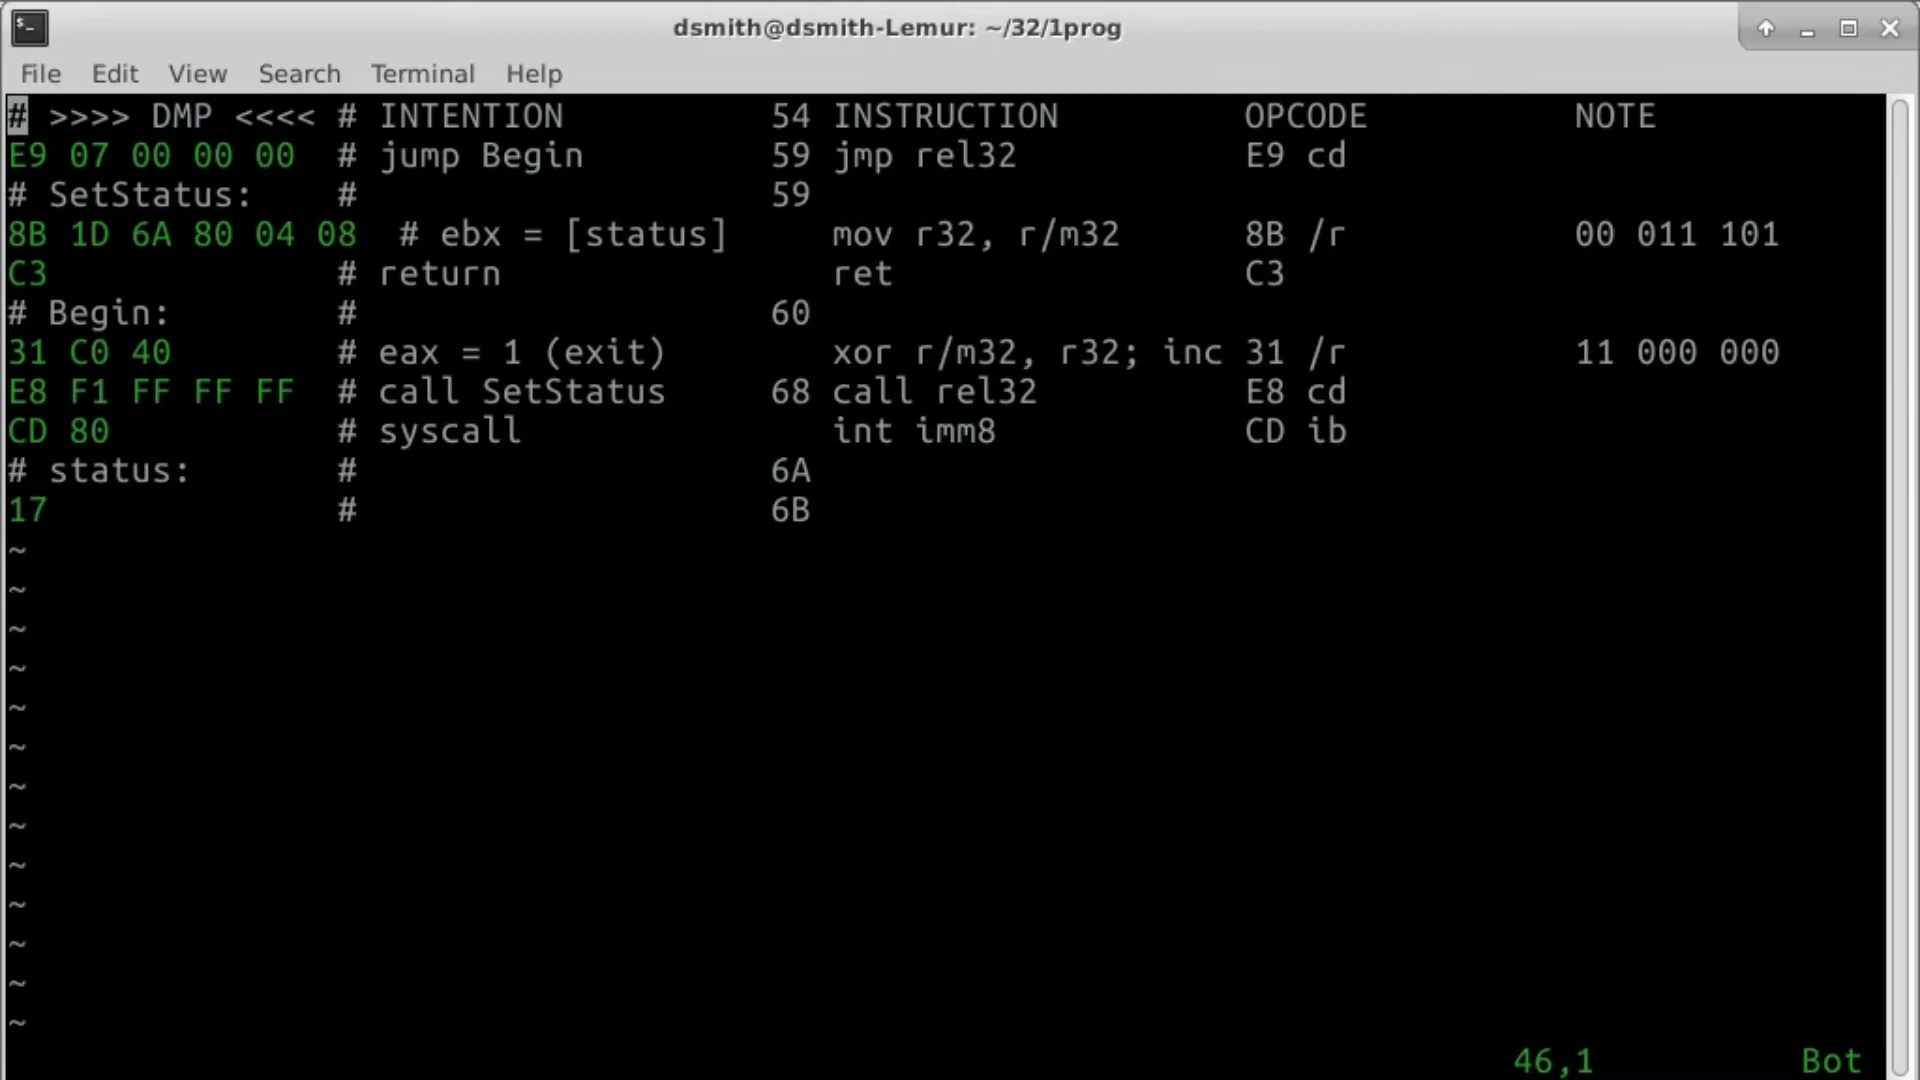 dsmith@dsmith-Lemur: ~/32/1prog
File Edit View Search Terminal Help
# >>>> DMP <<<< # INTENTION 54 INSTRUCTION OPCODE NOTE
E9 07 00 00 00 # jump Begin 59 jmp rel32 E9 cd
# SetStatus: # 59
8B 1D 6A 80 04 08 # ebx = [status] mov r32, r/m32 8B /r 00 011 101
C3 # return ret C3
# Begin: # 60
31 C0 40 # eax = 1 (exit) xor r/m32, r32; inc 31 /r 11 000 000
E8 F1 FF FF FF # call SetStatus 68 call rel32 E8 cd
CD 80 # syscall int imm8 CD ib
# status: # 6A
17 # 6B
~
~
~
~
~
~
~
~
~
~
~
~
~
46,1 Bot